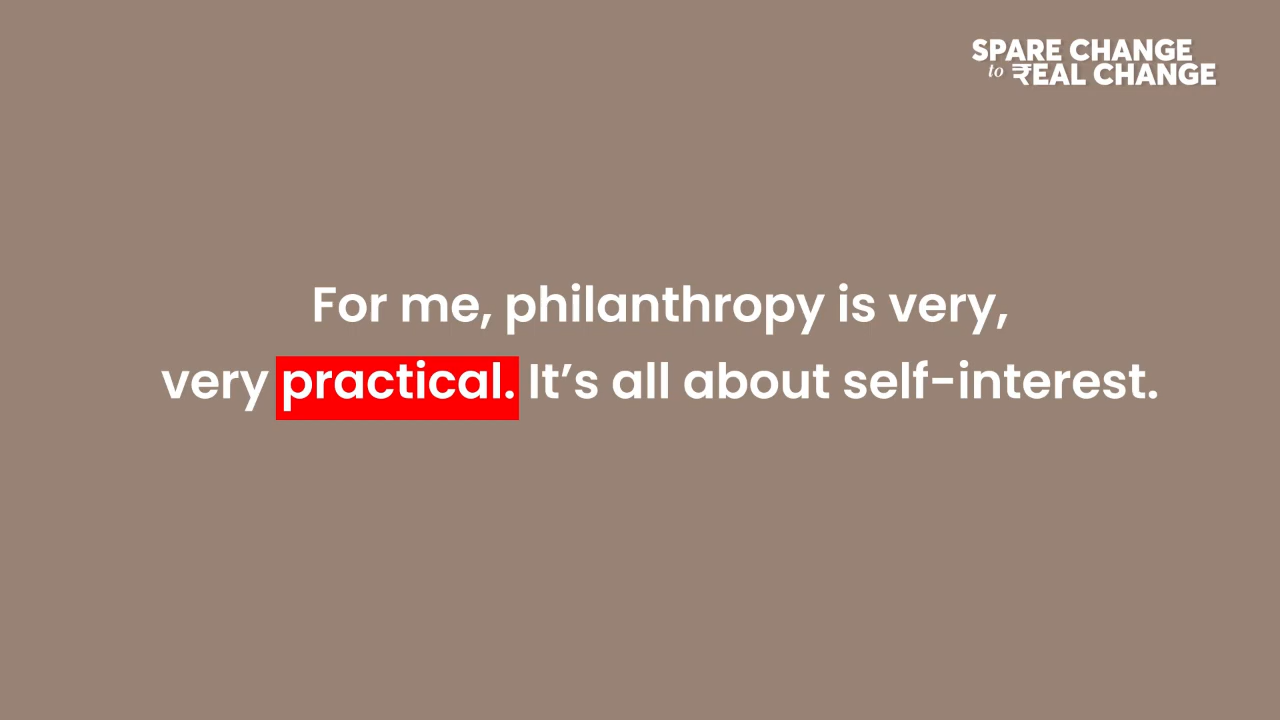 SPARE CHANGE
to ₹EAL CHANGE
For me, philanthropy is very,
very practical. It’s all about self-interest.